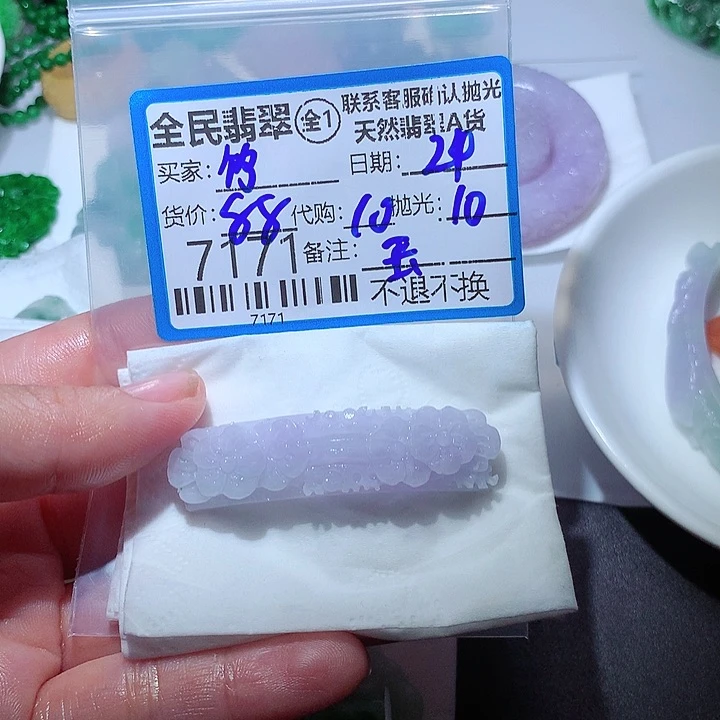 全民翡翠 全1 联系客服确认抛光
天然翡翠A货
买家: 日期: 24
货价: 88 代购: 10 抛光: 10
7171 备注:
不退不换
7171